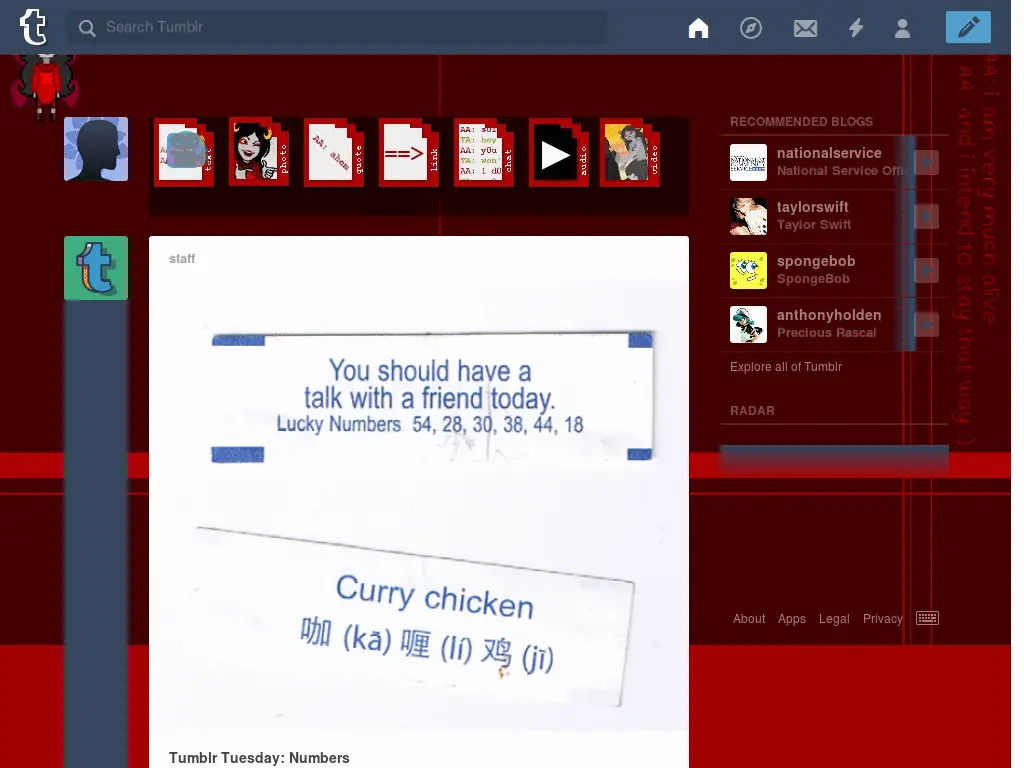 Search Tumblr
text
photo
AA: ahem
quote
==>
link
AA: s0r
TA: hey
AA: y0u
TA: won'
AA: i d0
chat
audio
video
RECOMMENDED BLOGS
nationalservice
National Service Offi
taylorswift
Taylor Swift
spongebob
SpongeBob
anthonyholden
Precious Rascal
Explore all of Tumblr
RADAR
About Apps Legal Privacy
AA: i am very much alive
AA: and i intend to stay that way :)
staff
You should have a
talk with a friend today.
Lucky Numbers 54, 28, 30, 38, 44, 18
Curry chicken
咖 (kā) 喱 (lí) 鸡 (jī)
Tumblr Tuesday: Numbers